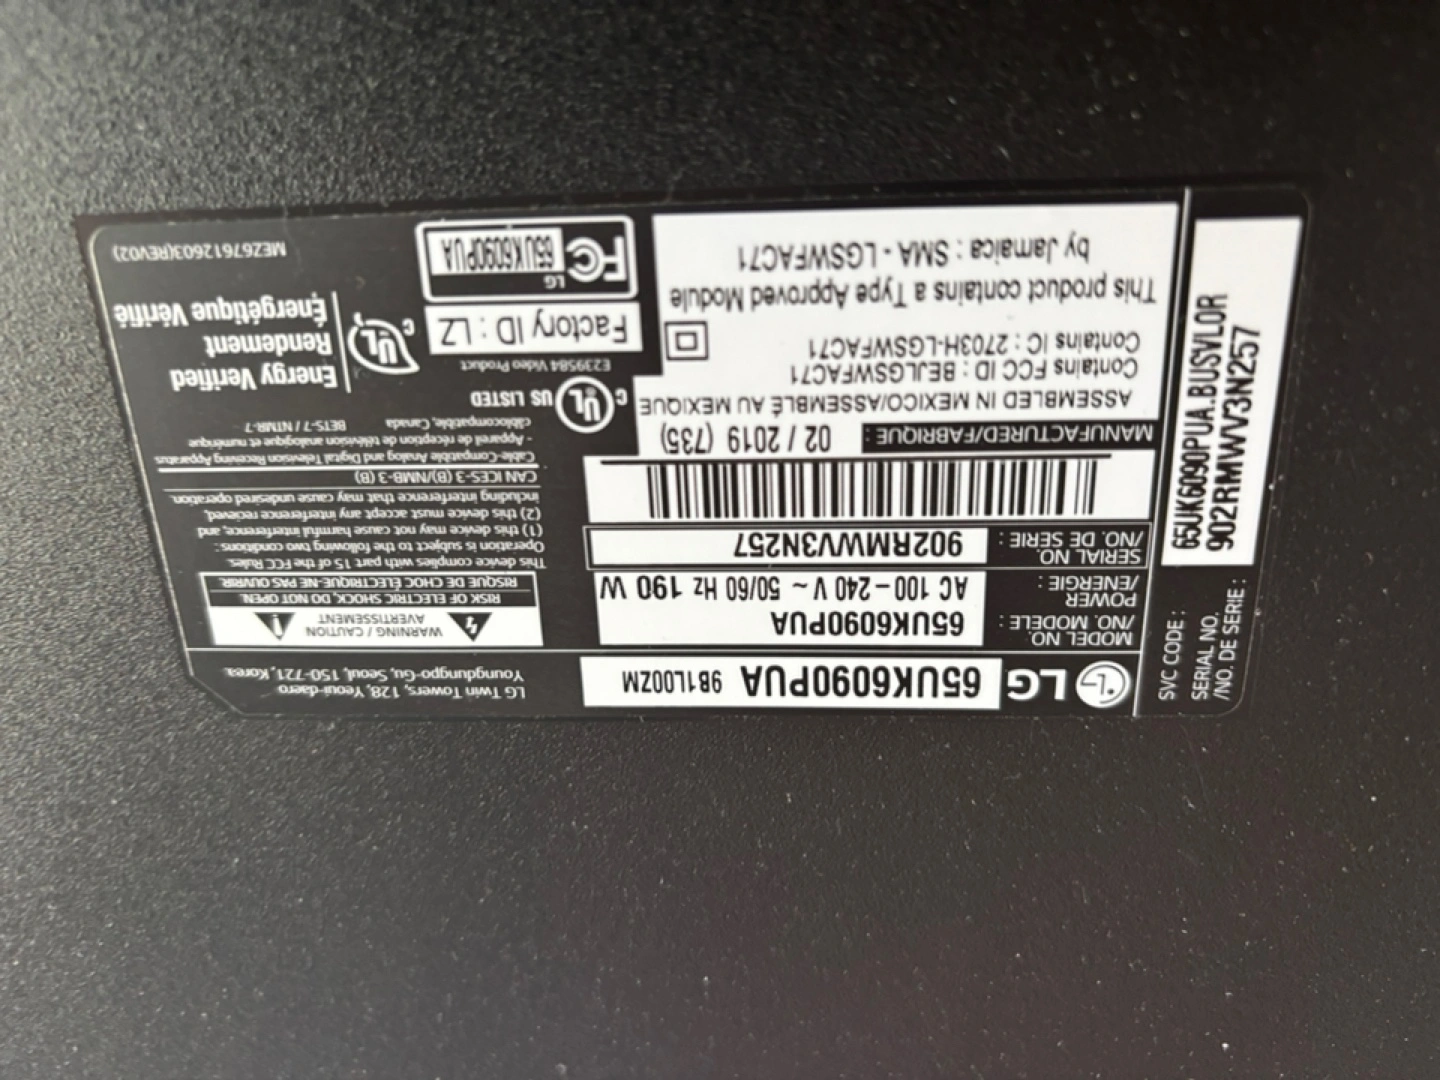 LG 65UK6090PUA 9B1L00ZM
LG Twin Towers, 128, Yeoui-daero
Youngdungpo-Gu, Seoul, 150-721, Korea.
MODEL NO.
/NO. MODELE : 65UK6090PUA
POWER
/ENERGIE : AC 100-240 V ~ 50/60 Hz 190 W
SERIAL NO.
/NO. DE SERIE : 902RMWV3N257
MANUFACTURED/FABRIQUE : 02 / 2019 (735)
ASSEMBLED IN MEXICO/ASSEMBLÉ AU MEXIQUE
Contains FCC ID : BEJLGSWFAC71
Contains IC : 2703H-LGSWFAC71
This product contains a Type Approved Module
by Jamaica : SMA - LGSWFAC71
WARNING / CAUTION
AVERTISSEMENT
RISK OF ELECTRIC SHOCK, DO NOT OPEN.
RISQUE DE CHOC ÉLECTRIQUE-NE PAS OUVRIR.
This device complies with part 15 of the FCC Rules.
Operation is subject to the following two conditions :
(1) this device may not cause harmful interference, and
(2) this device must accept any interference recieved,
including interference that may cause undesired operation.
CAN ICES-3 (B)/NMB-3 (B)
Cable-Compatible Analog and Digital Television Receiving Apparatus
- Appareil de réception de télévision analogique et numérique
câblocompatible, Canada, BETS-7 / NTMR-7
C UL US LISTED
E239584 Video Product
Energy Verified
Rendement
Énergétique Vérifié
C UL
Factory ID : LZ
FC LG
65UK6090PUA
MEZ67612603(REV02)
SVC CODE : 65UK6090PUA.BUSVLOR
SERIAL NO.
/NO. DE SERIE : 902RMWV3N257